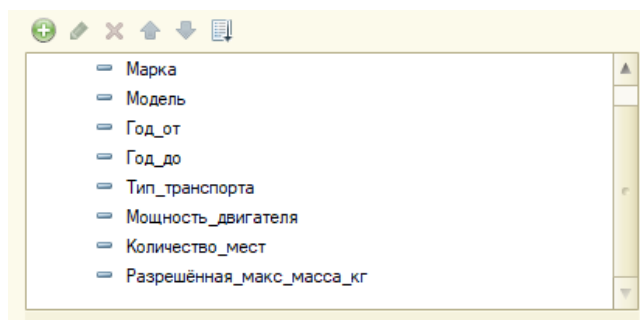 Марка
Модель
Год_от
Год_до
Тип_транспорта
Мощность_двигателя
Количество_мест
Разрешённая_макс_масса_кг